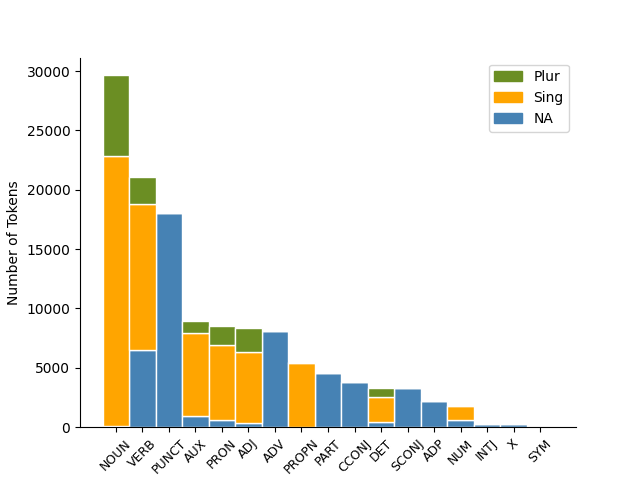 Plur
Sing
NA
Number of Tokens
30000
25000
20000
15000
10000
5000
0
NOUN
VERB
PUNCT
AUX
PRON
ADJ
ADV
PROPN
PART
CCONJ
DET
SCONJ
ADP
NUM
INTJ
X
SYM